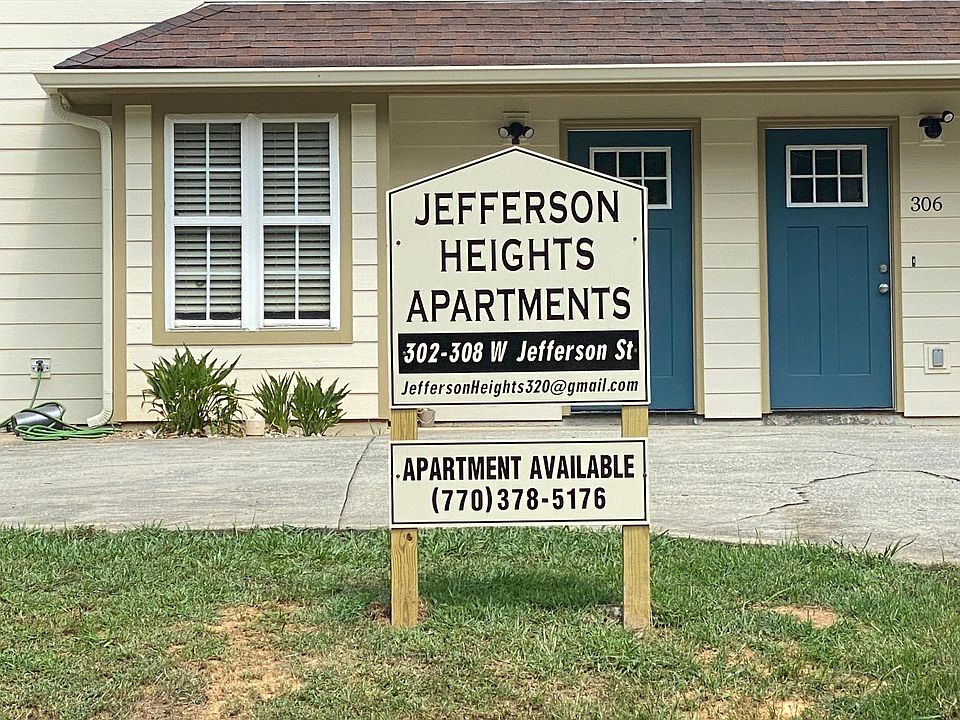 JEFFERSON
HEIGHTS
APARTMENTS
302-308 W Jefferson St
JeffersonHeights320@gmail.com
APARTMENT AVAILABLE
(770)378-5176
306